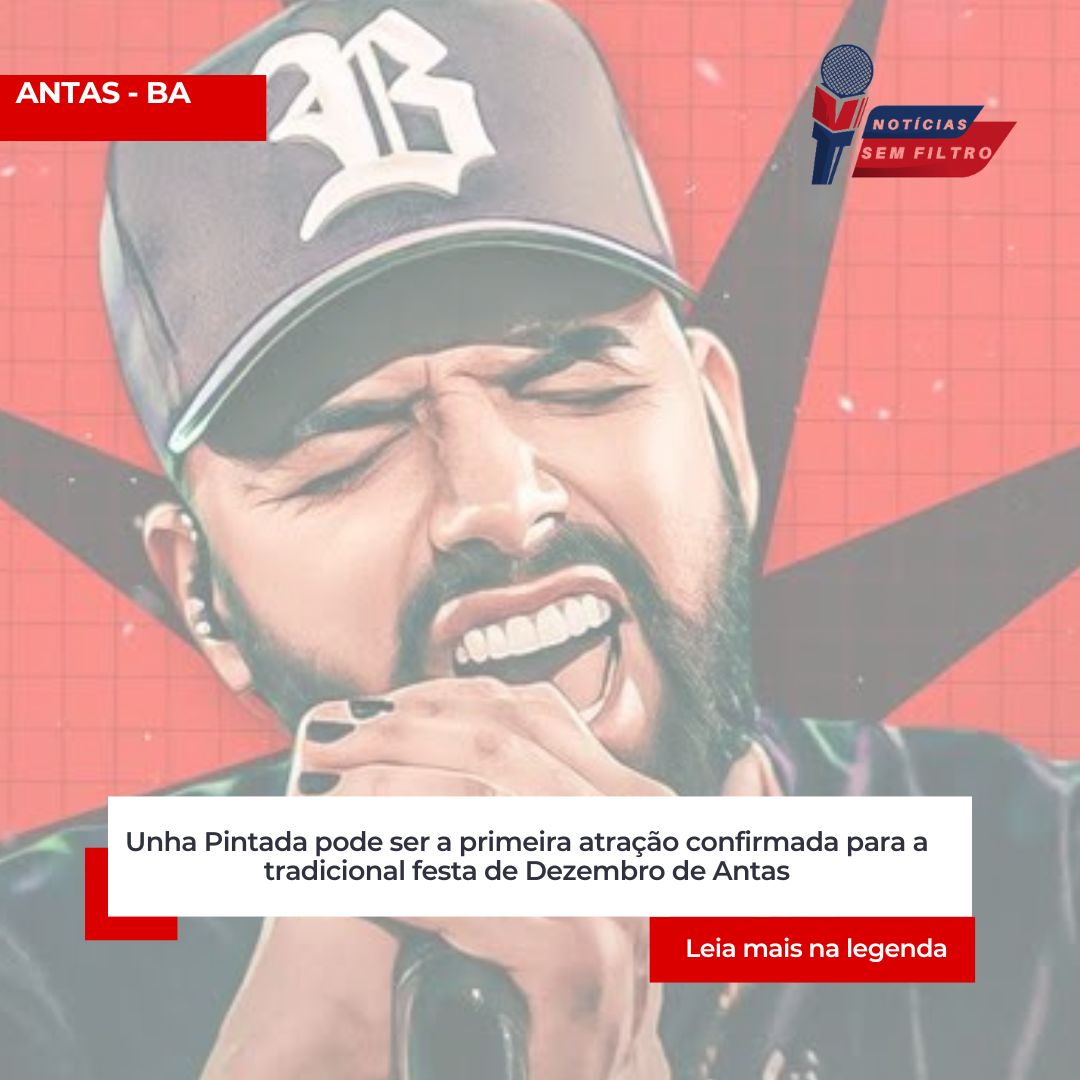 ANTAS - BA
B
NOTÍCIAS
SEM FILTRO
Unha Pintada pode ser a primeira atração confirmada para a
tradicional festa de Dezembro de Antas
Leia mais na legenda